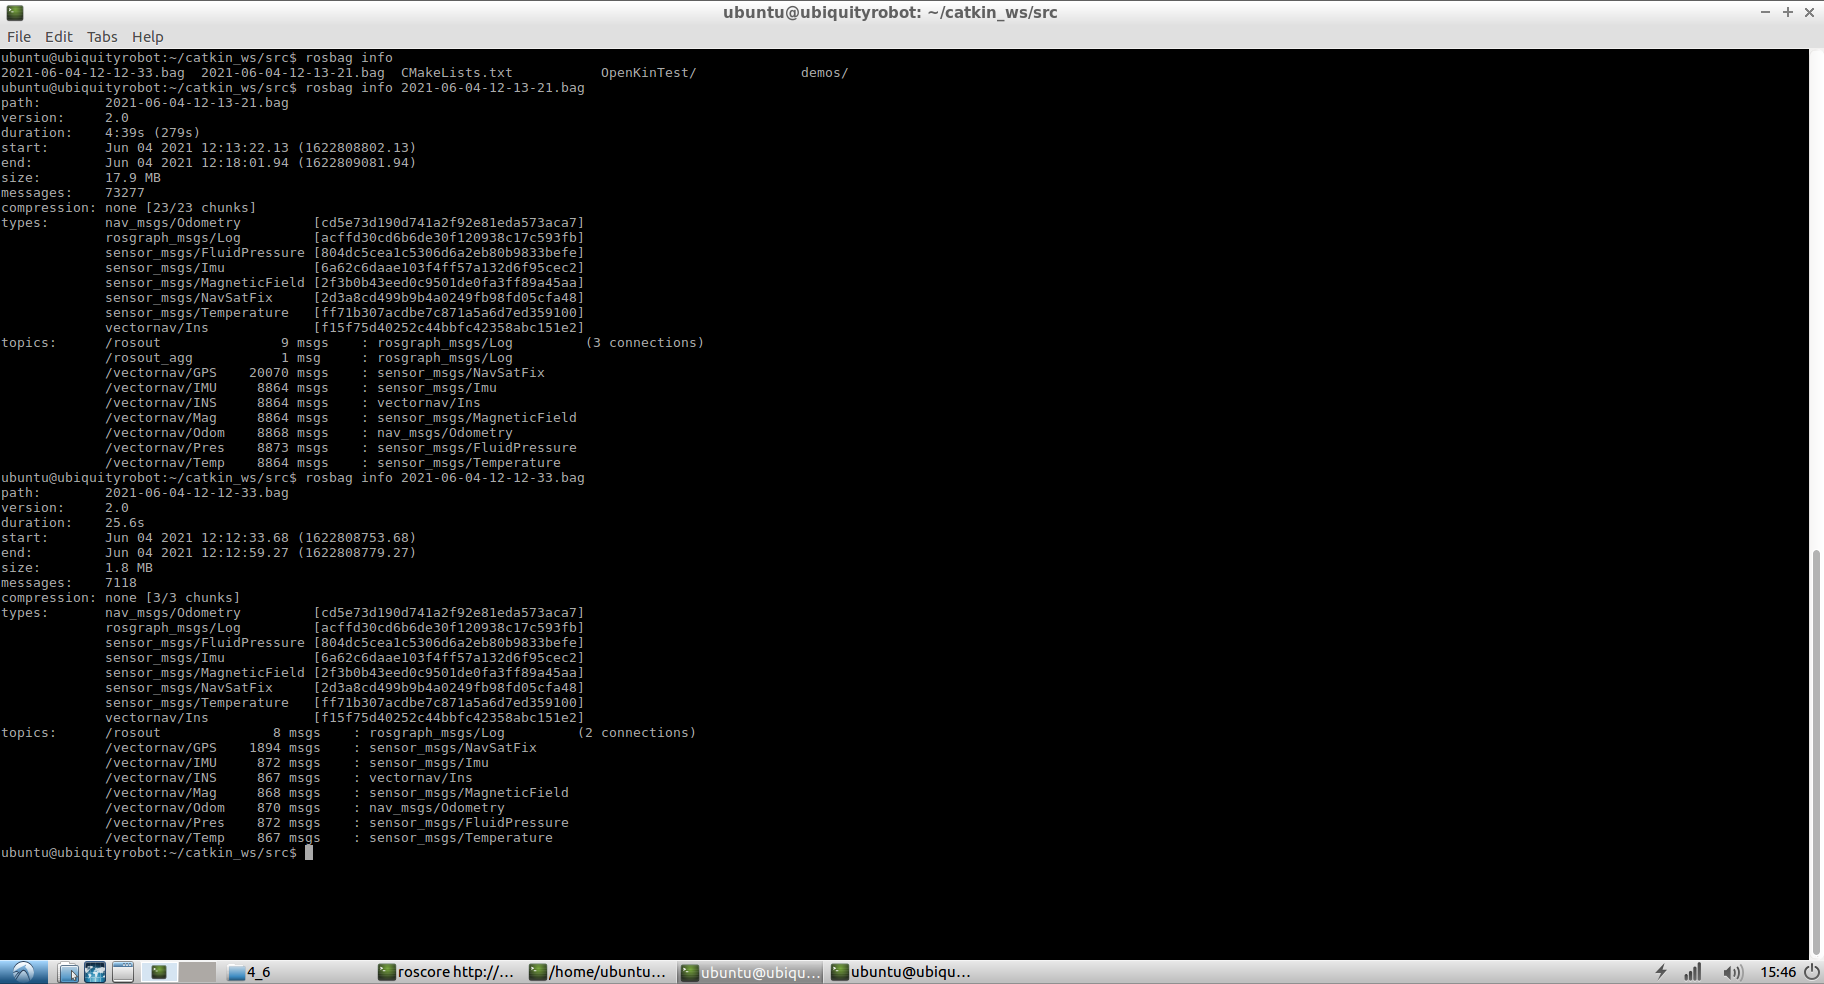 ubuntu@ubiquityrobot: ~/catkin_ws/src
File Edit Tabs Help
ubuntu@ubiquityrobot:~/catkin_ws/src$ rosbag info
2021-06-04-12-12-33.bag  2021-06-04-12-13-21.bag  CMakeLists.txt           OpenKinTest/             demos/
ubuntu@ubiquityrobot:~/catkin_ws/src$ rosbag info 2021-06-04-12-13-21.bag
path:        2021-06-04-12-13-21.bag
version:     2.0
duration:    4:39s (279s)
start:       Jun 04 2021 12:13:22.13 (1622808802.13)
end:         Jun 04 2021 12:18:01.94 (1622809081.94)
size:        17.9 MB
messages:    73277
compression: none [23/23 chunks]
types:       nav_msgs/Odometry         [cd5e73d190d741a2f92e81eda573aca7]
             rosgraph_msgs/Log         [acffd30cd6b6de30f120938c17c593fb]
             sensor_msgs/FluidPressure [804dc5cea1c5306d6a2eb80b9833befe]
             sensor_msgs/Imu           [6a62c6daae103f4ff57a132d6f95cec2]
             sensor_msgs/MagneticField [2f3b0b43eed0c9501de0fa3ff89a45aa]
             sensor_msgs/NavSatFix     [2d3a8cd499b9b4a0249fb98fd05cfa48]
             sensor_msgs/Temperature   [ff71b307acdbe7c871a5a6d7ed359100]
             vectornav/Ins             [f15f75d40252c44bbfc42358abc151e2]
topics:      /rosout               9 msgs    : rosgraph_msgs/Log         (3 connections)
             /rosout_agg           1 msg     : rosgraph_msgs/Log
             /vectornav/GPS    20070 msgs    : sensor_msgs/NavSatFix
             /vectornav/IMU     8864 msgs    : sensor_msgs/Imu
             /vectornav/INS     8864 msgs    : vectornav/Ins
             /vectornav/Mag     8864 msgs    : sensor_msgs/MagneticField
             /vectornav/Odom    8868 msgs    : nav_msgs/Odometry
             /vectornav/Pres    8873 msgs    : sensor_msgs/FluidPressure
             /vectornav/Temp    8864 msgs    : sensor_msgs/Temperature
ubuntu@ubiquityrobot:~/catkin_ws/src$ rosbag info 2021-06-04-12-12-33.bag
path:        2021-06-04-12-12-33.bag
version:     2.0
duration:    25.6s
start:       Jun 04 2021 12:12:33.68 (1622808753.68)
end:         Jun 04 2021 12:12:59.27 (1622808779.27)
size:        1.8 MB
messages:    7118
compression: none [3/3 chunks]
types:       nav_msgs/Odometry         [cd5e73d190d741a2f92e81eda573aca7]
             rosgraph_msgs/Log         [acffd30cd6b6de30f120938c17c593fb]
             sensor_msgs/FluidPressure [804dc5cea1c5306d6a2eb80b9833befe]
             sensor_msgs/Imu           [6a62c6daae103f4ff57a132d6f95cec2]
             sensor_msgs/MagneticField [2f3b0b43eed0c9501de0fa3ff89a45aa]
             sensor_msgs/NavSatFix     [2d3a8cd499b9b4a0249fb98fd05cfa48]
             sensor_msgs/Temperature   [ff71b307acdbe7c871a5a6d7ed359100]
             vectornav/Ins             [f15f75d40252c44bbfc42358abc151e2]
topics:      /rosout              8 msgs    : rosgraph_msgs/Log         (2 connections)
             /vectornav/GPS    1894 msgs    : sensor_msgs/NavSatFix
             /vectornav/IMU     872 msgs    : sensor_msgs/Imu
             /vectornav/INS     867 msgs    : vectornav/Ins
             /vectornav/Mag     868 msgs    : sensor_msgs/MagneticField
             /vectornav/Odom    870 msgs    : nav_msgs/Odometry
             /vectornav/Pres    872 msgs    : sensor_msgs/FluidPressure
             /vectornav/Temp    867 msgs    : sensor_msgs/Temperature
ubuntu@ubiquityrobot:~/catkin_ws/src$
4_6 roscore http://... /home/ubuntu... ubuntu@ubiqu... ubuntu@ubiqu... 15:46